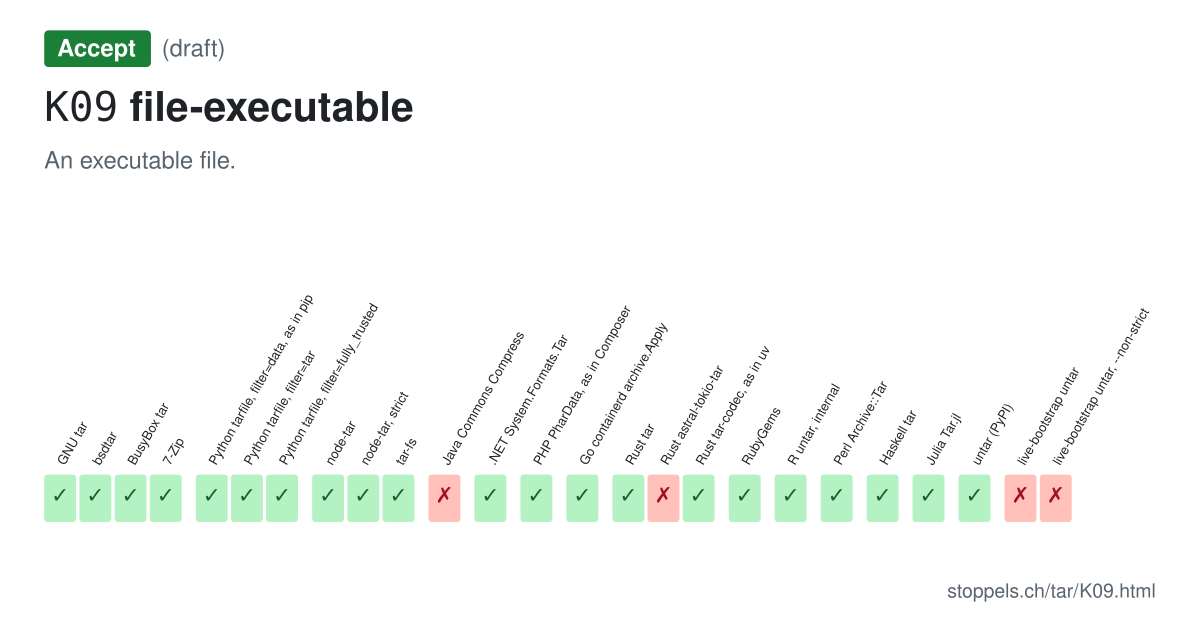 Accept (draft)
K09 file-executable
An executable file.
GNU tar
bsdtar
BusyBox tar
7-Zip
Python tarfile, filter=data, as in pip
Python tarfile, filter=tar
Python tarfile, filter=fully_trusted
node-tar
node-tar, strict
tar-fs
Java Commons Compress
.NET System.Formats.Tar
PHP PharData, as in Composer
Go containerd archive.Apply
Rust tar
Rust astral-tokio-tar
Rust tar-codec, as in uv
RubyGems
R untar, internal
Perl Archive::Tar
Haskell tar
Julia Tar.jl
untar (PyPI)
live-bootstrap untar
live-bootstrap untar, --non-strict
✓ ✓ ✓ ✓ ✓ ✓ ✓ ✓ ✓ ✓ ✗ ✓ ✓ ✓ ✓ ✗ ✓ ✓ ✓ ✓ ✓ ✓ ✓ ✗ ✗
stoppels.ch/tar/K09.html